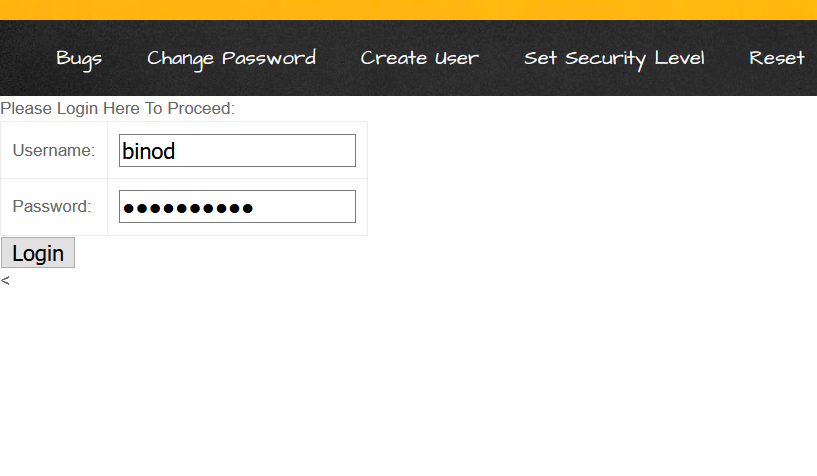 Bugs Change Password Create User Set Security Level Reset
Please Login Here To Proceed:
Username: binod
Password: ●●●●●●●●●●
Login
<